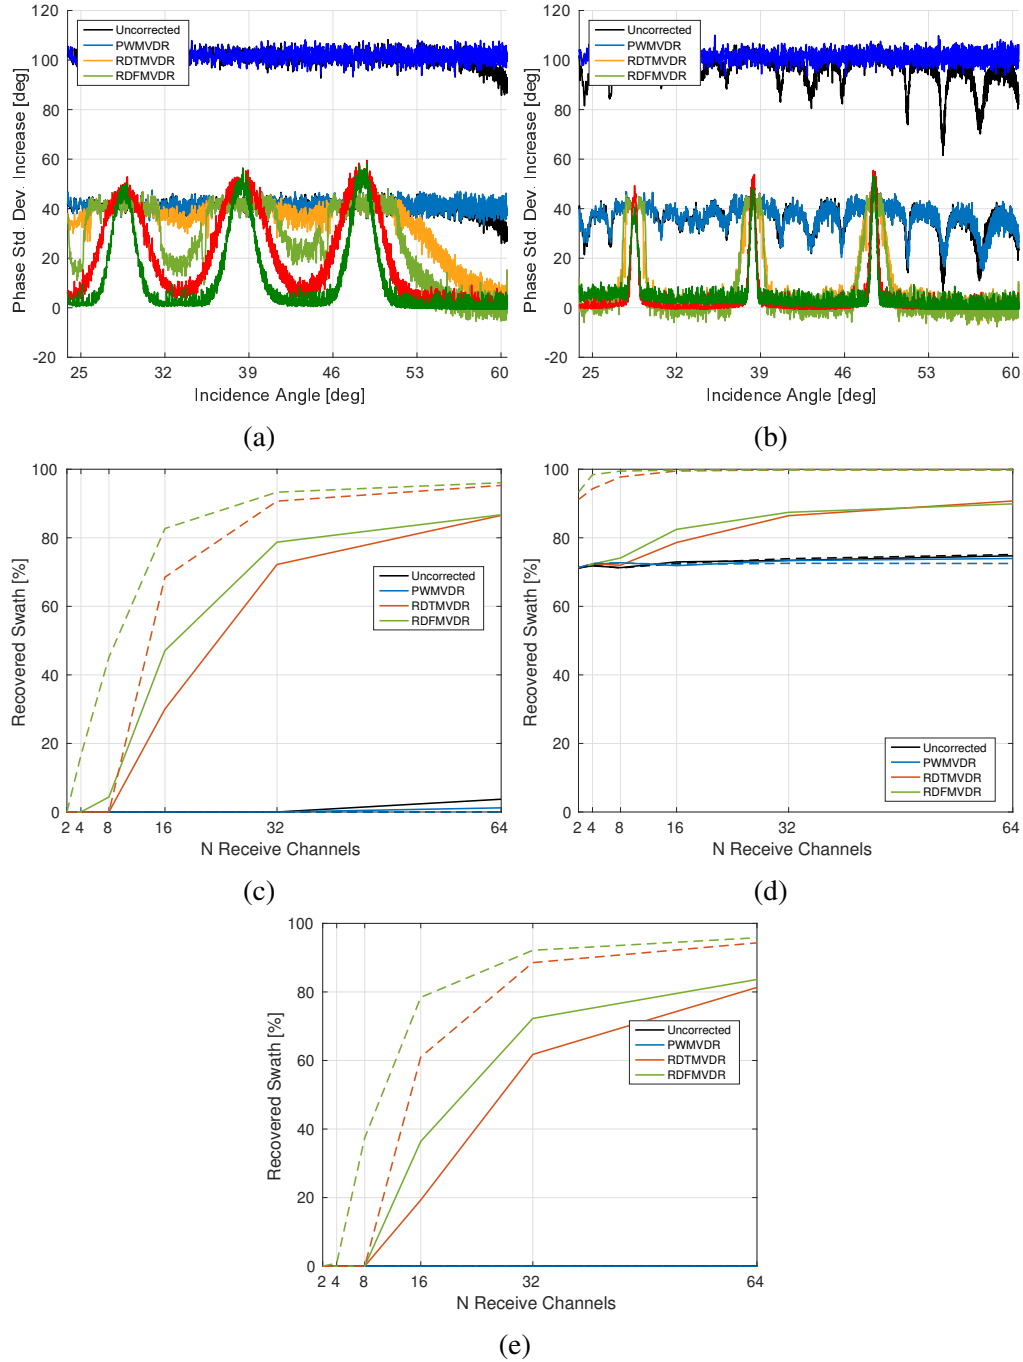 120
100
80
60
40
20
0
-20
Phase Std. Dev. Increase [deg]
Uncorrected
PWMVDR
RDTMVDR
RDFMVDR
25 32 39 46 53 60
Incidence Angle [deg]
(a)
120
100
80
60
40
20
0
-20
Phase Std. Dev. Increase [deg]
Uncorrected
PWMVDR
RDTMVDR
RDFMVDR
25 32 39 46 53 60
Incidence Angle [deg]
(b)
100
80
60
40
20
0
Recovered Swath [%]
Uncorrected
PWMVDR
RDTMVDR
RDFMVDR
2 4 8 16 32 64
N Receive Channels
(c)
100
80
60
40
20
0
Recovered Swath [%]
Uncorrected
PWMVDR
RDTMVDR
RDFMVDR
2 4 8 16 32 64
N Receive Channels
(d)
100
80
60
40
20
0
Recovered Swath [%]
Uncorrected
PWMVDR
RDTMVDR
RDFMVDR
2 4 8 16 32 64
N Receive Channels
(e)